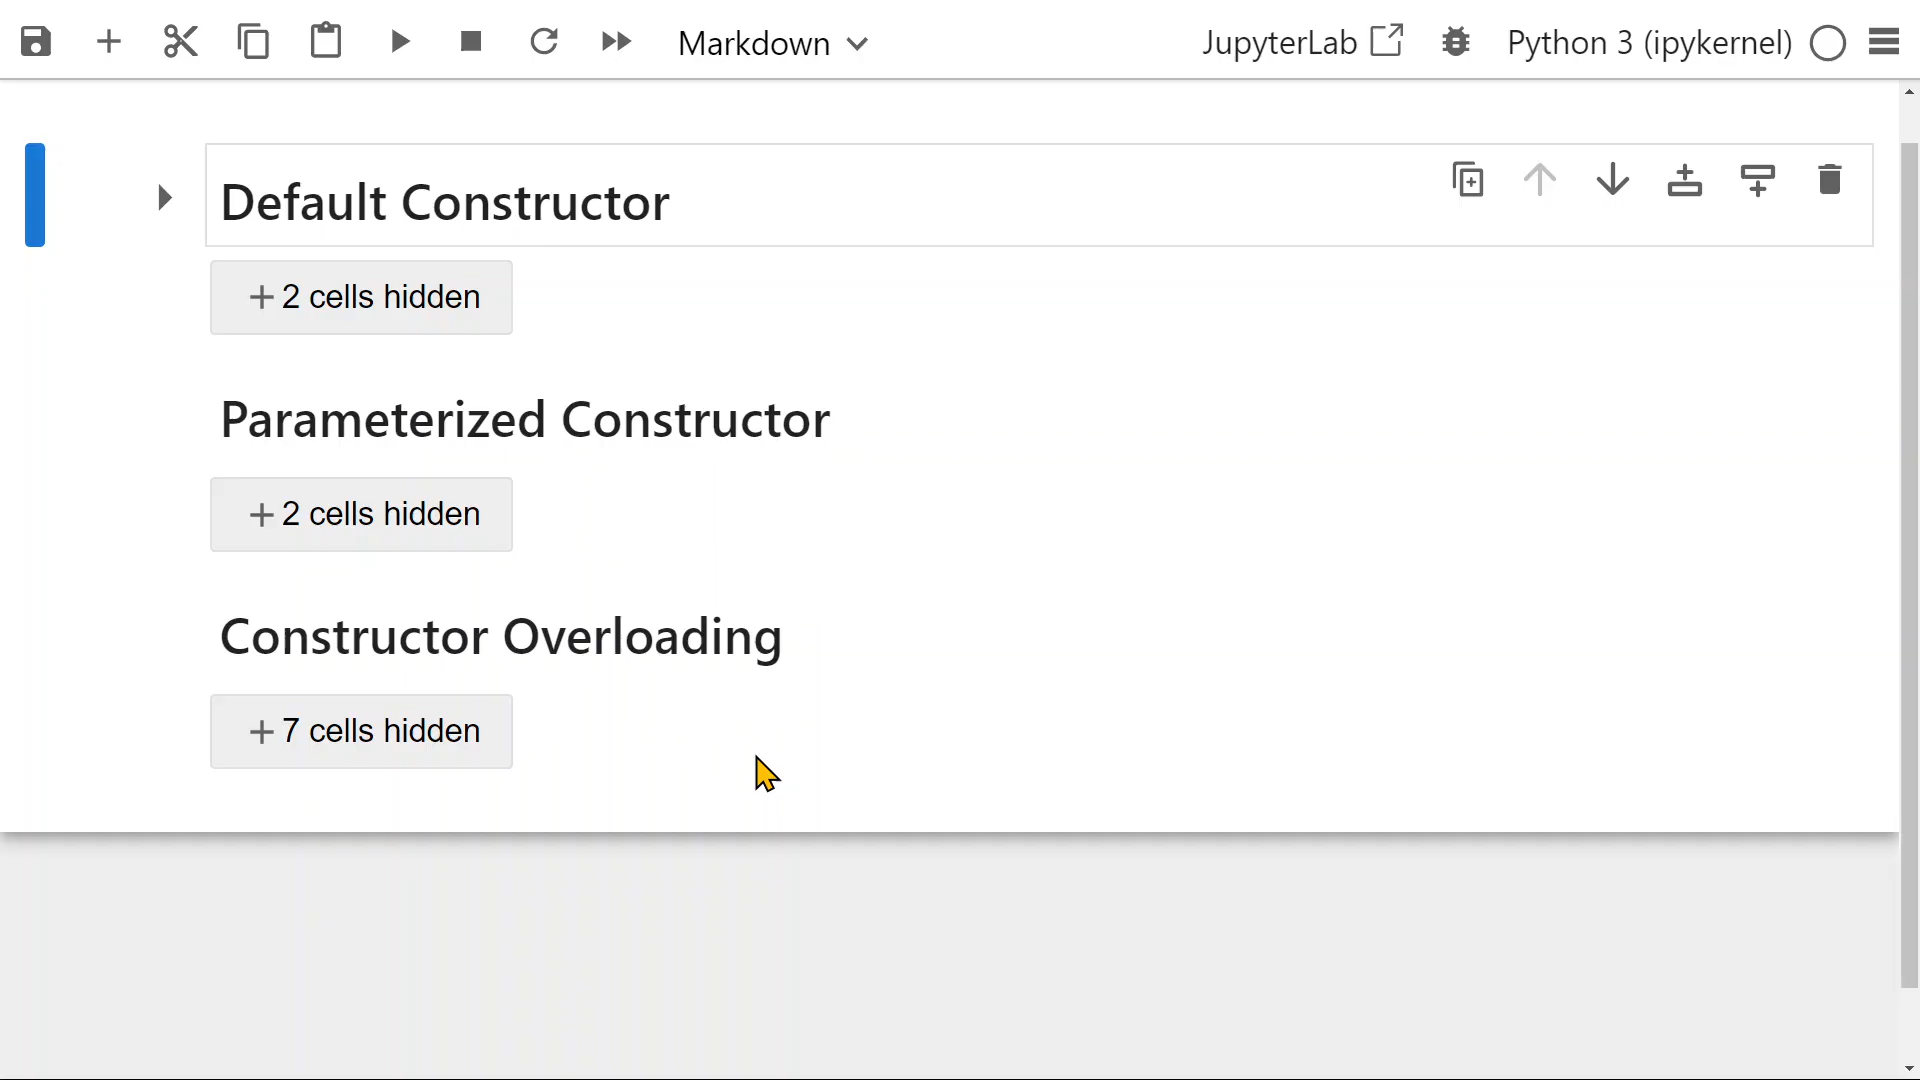 Markdown
JupyterLab
Python 3 (ipykernel)
Default Constructor
2 cells hidden
Parameterized Constructor
2 cells hidden
Constructor Overloading
7 cells hidden